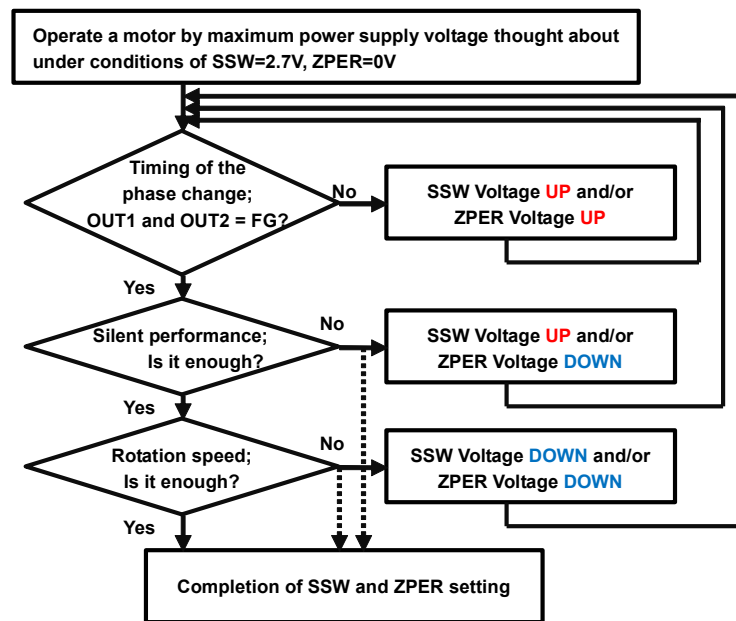 Operate a motor by maximum power supply voltage thought about
under conditions of SSW=2.7V, ZPER=0V
Timing of the
phase change;
OUT1 and OUT2 = FG?
No
SSW Voltage UP and/or
ZPER Voltage UP
Yes
Silent performance;
Is it enough?
No
SSW Voltage UP and/or
ZPER Voltage DOWN
Yes
Rotation speed;
Is it enough?
No
SSW Voltage DOWN and/or
ZPER Voltage DOWN
Yes
Completion of SSW and ZPER setting